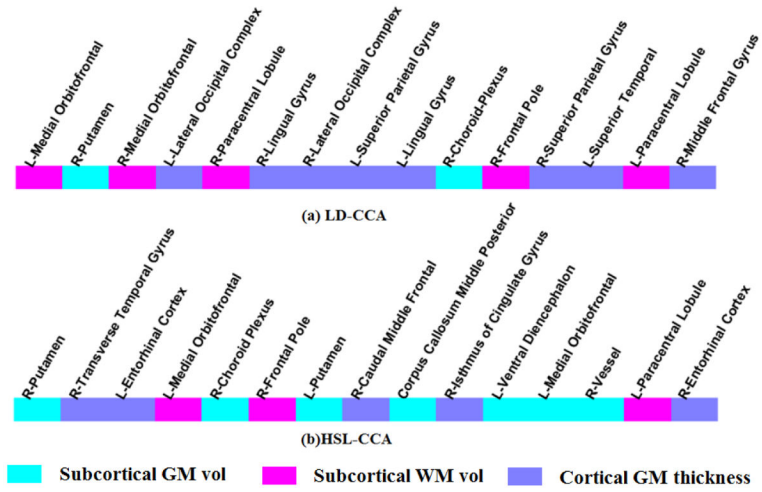 L-Medial Orbitofrontal
R-Putamen
R-Medial Orbitofrontal
L-Lateral Occipital Complex
R-Paracentral Lobule
R-Lingual Gyrus
R-Lateral Occipital Complex
L-Superior Parietal Gyrus
L-Lingual Gyrus
R-Choroid-Plexus
R-Frontal Pole
R-Superior Parietal Gyrus
L-Superior Temporal
L-Paracentral Lobule
R-Middle Frontal Gyrus
(a) LD-CCA
R-Putamen
R-Transverse Temporal Gyrus
L-Entorhinal Cortex
L-Medial Orbitofrontal
R-Choroid Plexus
R-Frontal Pole
L-Putamen
R-Caudal Middle Frontal
Corpus Callosum Middle Posterior
R-Isthmus of Cingulate Gyrus
L-Ventral Diencephalon
L-Medial Orbitofrontal
R-Vessel
L-Paracentral Lobule
R-Entorhinal Cortex
(b)HSL-CCA
Subcortical GM vol
Subcortical WM vol
Cortical GM thickness